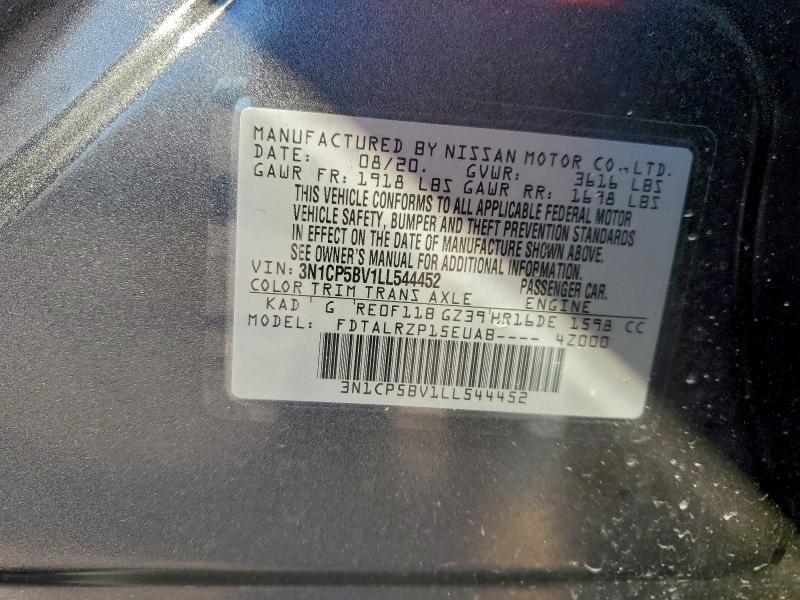 MANUFACTURED BY NISSAN MOTOR CO., LTD.
DATE: 08/20. GVWR: 3616 LBS
GAWR FR: 1918 LBS GAWR RR: 1698 LBS
THIS VEHICLE CONFORMS TO ALL APPLICABLE FEDERAL MOTOR
VEHICLE SAFETY, BUMPER AND THEFT PREVENTION STANDARDS
IN EFFECT ON THE DATE OF MANUFACTURE SHOWN ABOVE.
SEE OWNER'S MANUAL FOR ADDITIONAL INFORMATION.
VIN: 3N1CP5BV1LL544452 PASSENGER CAR.
COLOR TRIM TRANS AXLE ENGINE
KAD G RE0F11B GZ39 HR16DE 1598 CC
MODEL: FDTALRZP15EUAB---- 4Z000
3N1CP5BV1LL544452